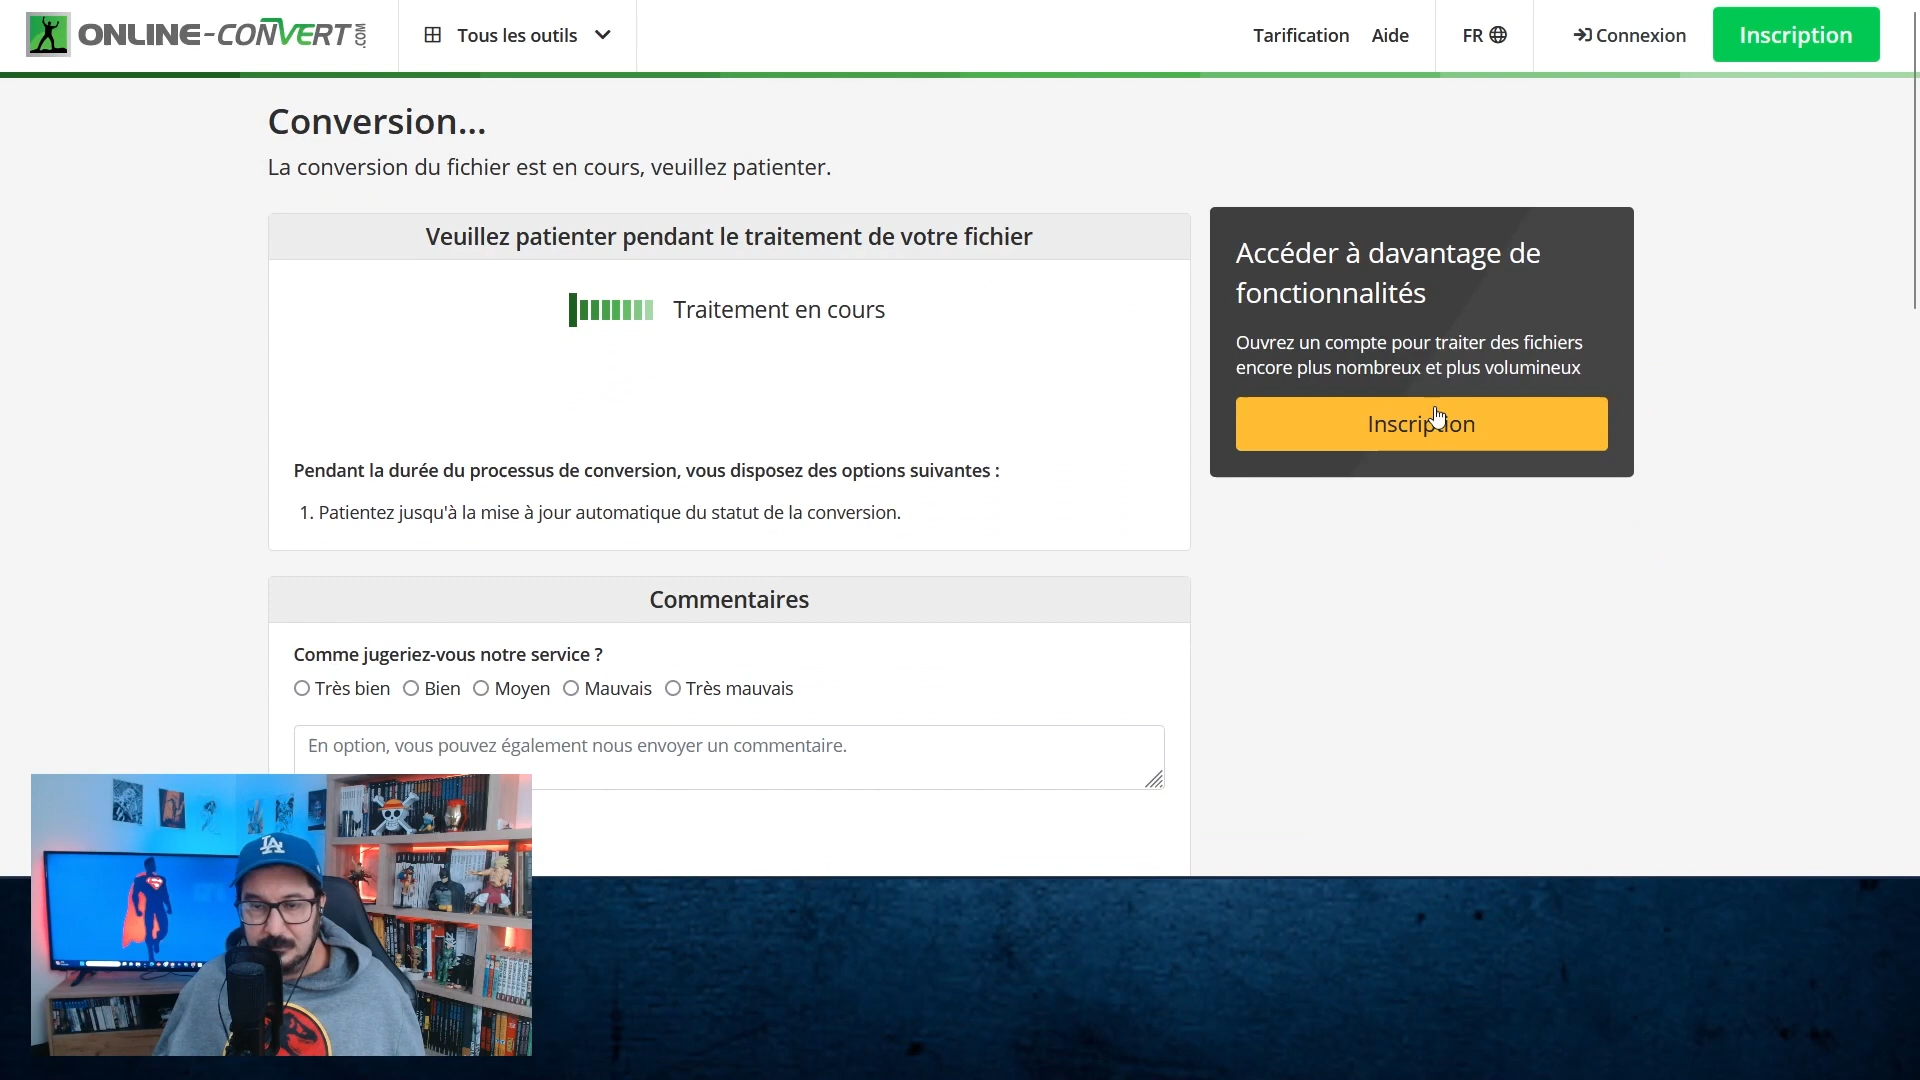 ONLINE-CONVERT.COM
Tous les outils
Tarification
Aide
FR
Connexion
Inscription
Conversion...
La conversion du fichier est en cours, veuillez patienter.
Veuillez patienter pendant le traitement de votre fichier
Traitement en cours
Pendant la durée du processus de conversion, vous disposez des options suivantes :
1. Patientez jusqu'à la mise à jour automatique du statut de la conversion.
Accéder à davantage de
fonctionnalités
Ouvrez un compte pour traiter des fichiers
encore plus nombreux et plus volumineux
Inscription
Commentaires
Comme jugeriez-vous notre service ?
Très bien
Bien
Moyen
Mauvais
Très mauvais
En option, vous pouvez également nous envoyer un commentaire.
LA